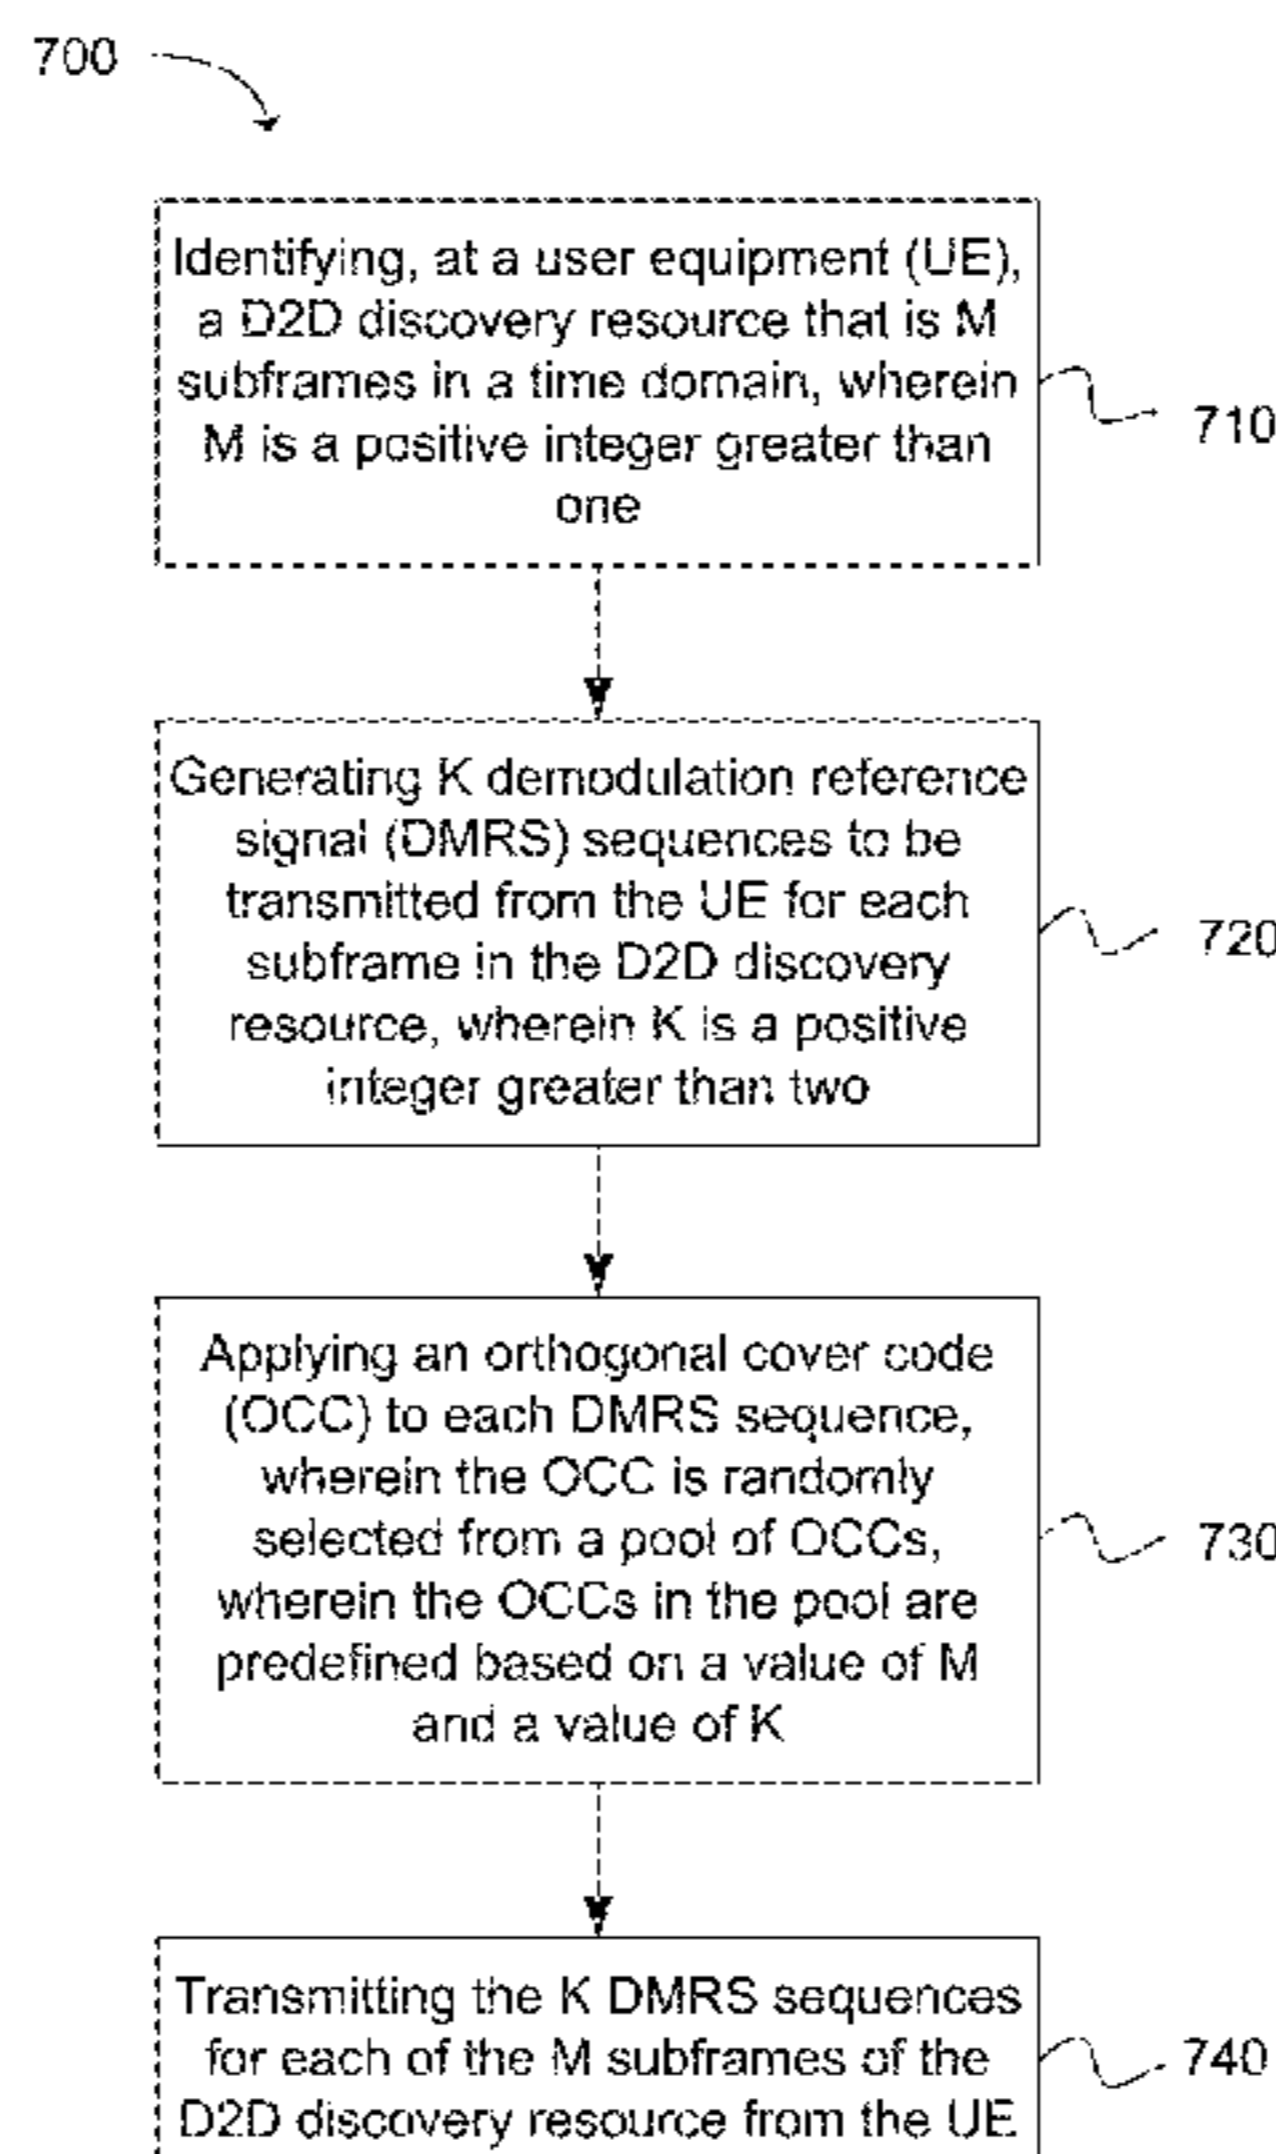 700
Identifying, at a user equipment (UE),
a D2D discovery resource that is M
subframes in a time domain, wherein
M is a positive integer greater than
one
710
Generating K demodulation reference
signal (DMRS) sequences to be
transmitted from the UE for each
subframe in the D2D discovery
resource, wherein K is a positive
integer greater than two
720
Applying an orthogonal cover code
(OCC) to each DMRS sequence,
wherein the OCC is randomly
selected from a pool of OCCs,
wherein the OCCs in the pool are
predefined based on a value of M
and a value of K
730
Transmitting the K DMRS sequences
for each of the M subframes of the
D2D discovery resource from the UE
740